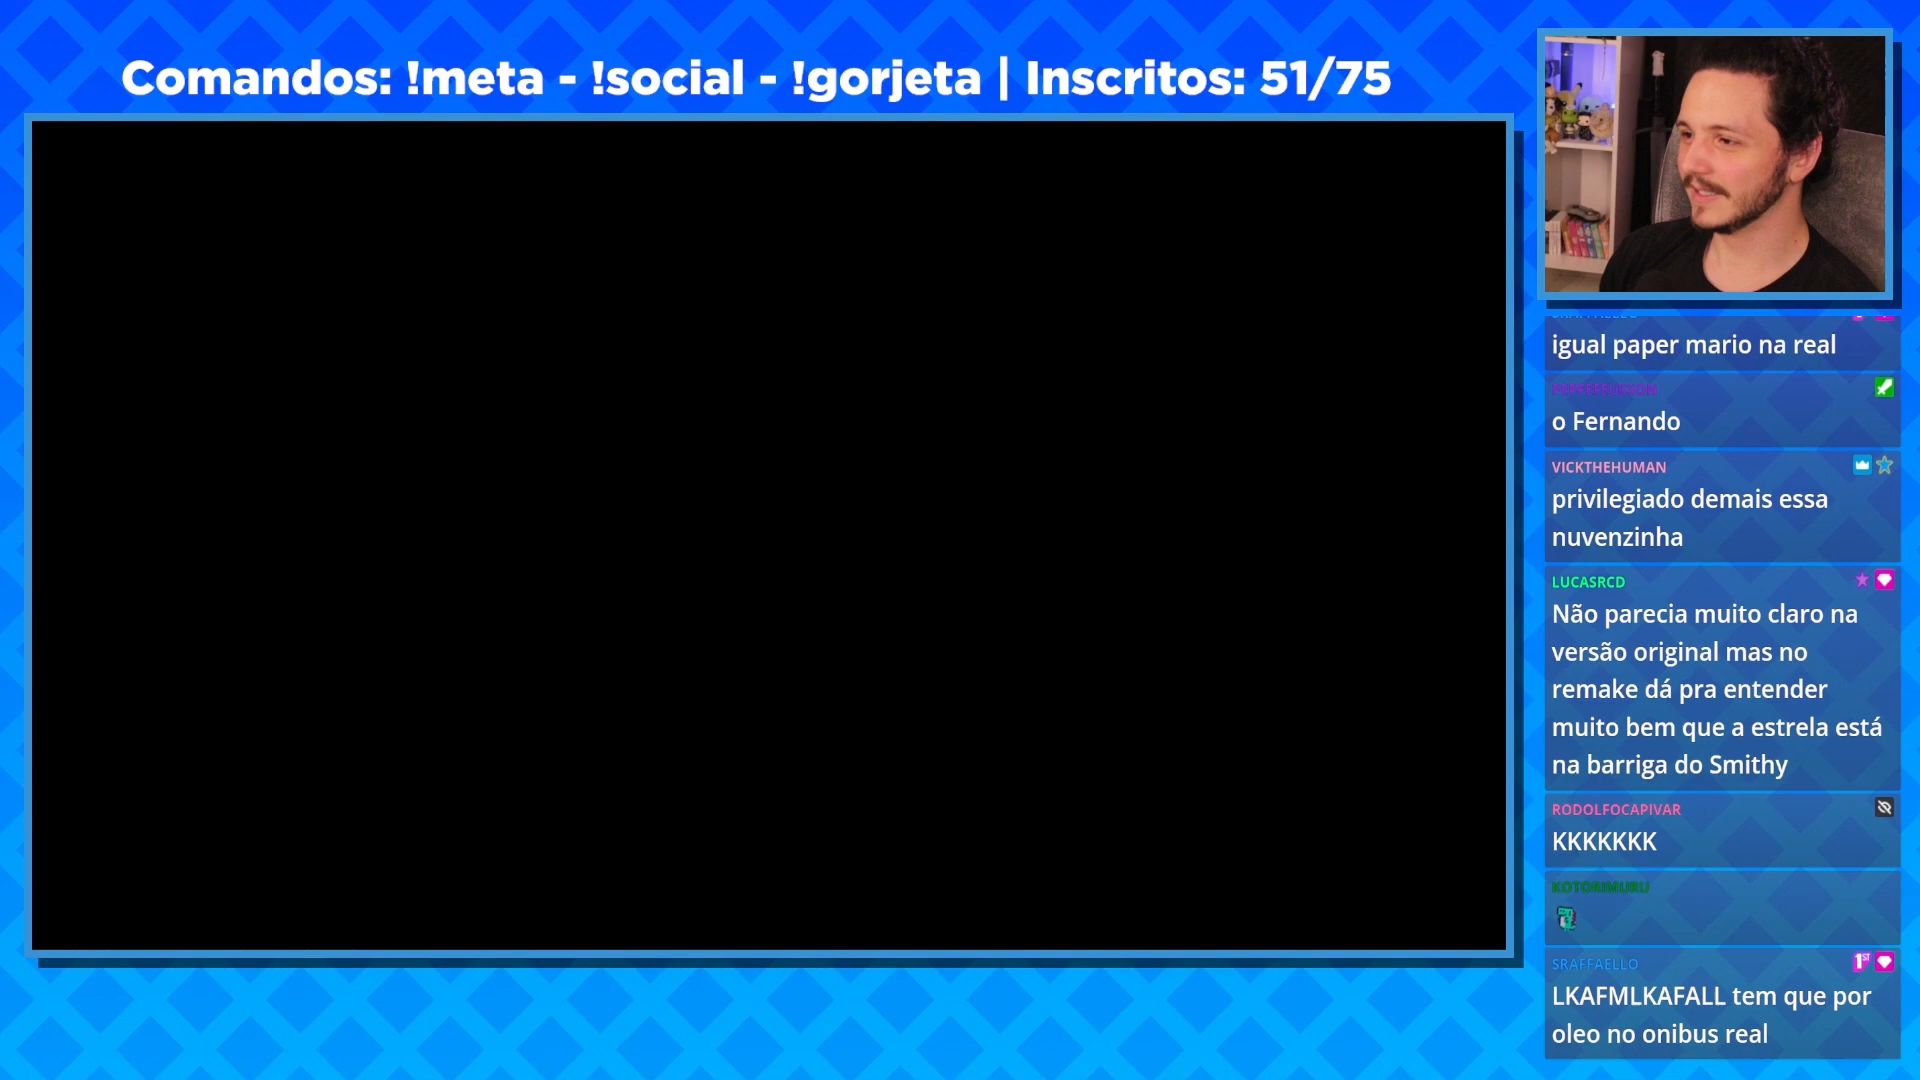 Comandos: !meta - !social - !gorjeta | Inscritos: 51/75
igual paper mario na real
o Fernando
VICKTHEHUMAN
privilegiado demais essa
nuvenzinha
LUCASRCD
Não parecia muito claro na
versão original mas no
remake dá pra entender
muito bem que a estrela está
na barriga do Smithy
RODOLFOCAPIVAR
KKKKKKK
KOTORIMURU
SRAFFAELLO
1ST
LKAFMLKAFALL tem que por
oleo no onibus real